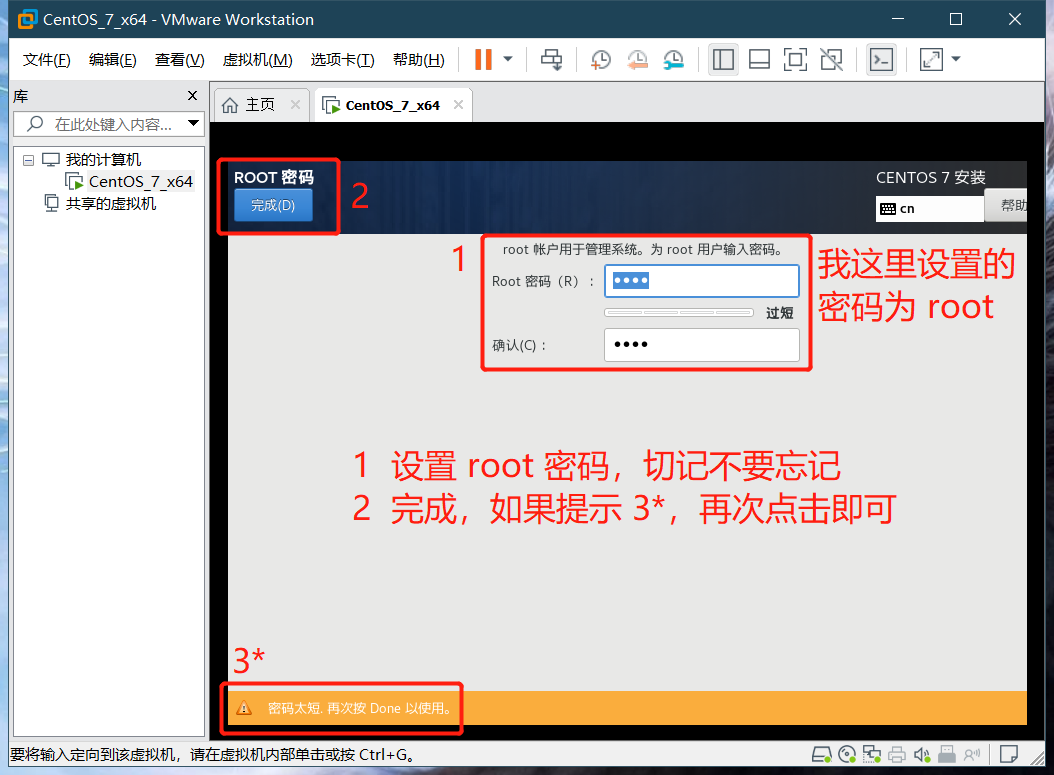 CentOS_7_x64 - VMware Workstation
文件(F) 编辑(E) 查看(V) 虚拟机(M) 选项卡(T) 帮助(H)
库
在此处键入内容...
我的计算机
CentOS_7_x64
共享的虚拟机
主页 CentOS_7_x64
ROOT 密码
完成(D)
2
CENTOS 7 安装
cn
帮助
1
root 帐户用于管理系统。为 root 用户输入密码。
Root 密码（R）：
••••
过短
确认(C)：
••••
我这里设置的
密码为 root
1 设置 root 密码，切记不要忘记
2 完成，如果提示 3*，再次点击即可
3*
密码太短. 再次按 Done 以使用。
要将输入定向到该虚拟机，请在虚拟机内部单击或按 Ctrl+G。